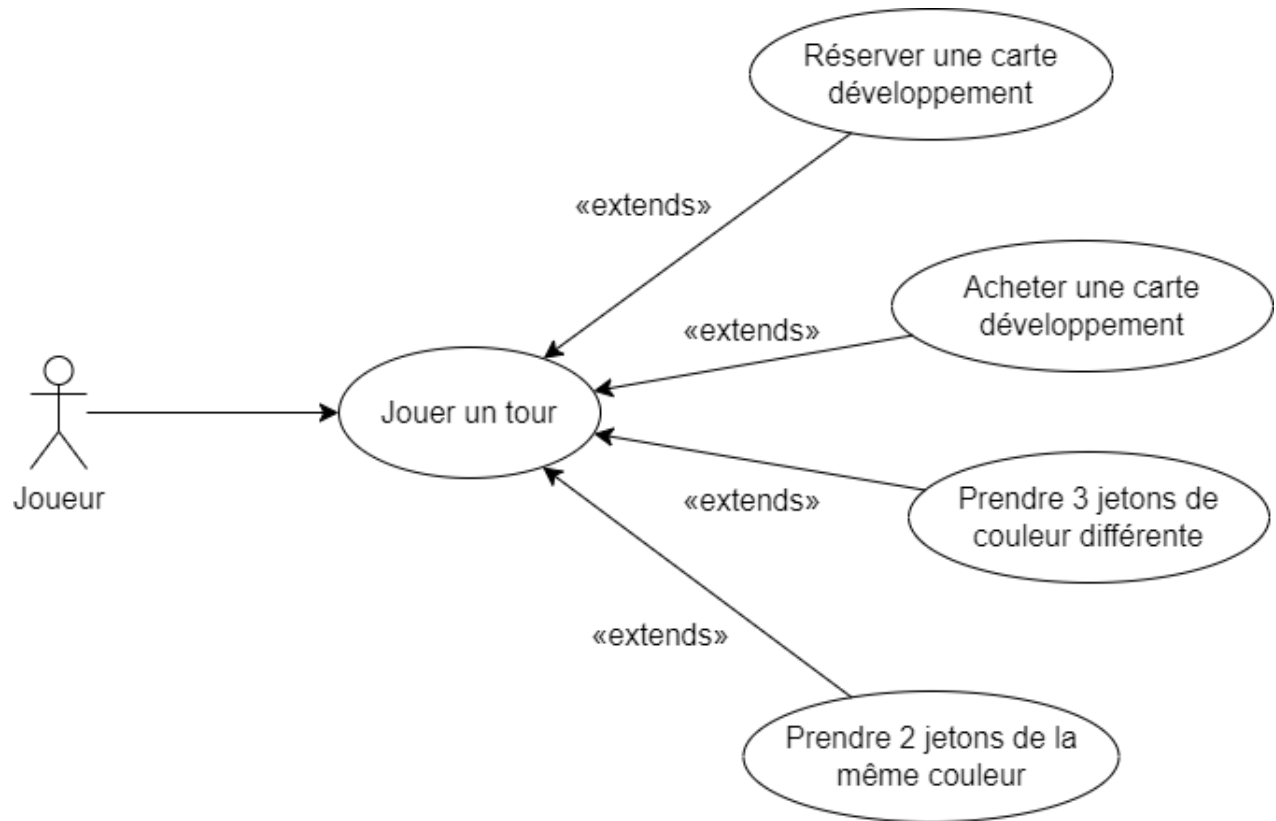 Réserver une carte
développement
«extends»
Acheter une carte
développement
«extends»
Jouer un tour
Joueur
«extends»
Prendre 3 jetons de
couleur différente
«extends»
Prendre 2 jetons de la
même couleur